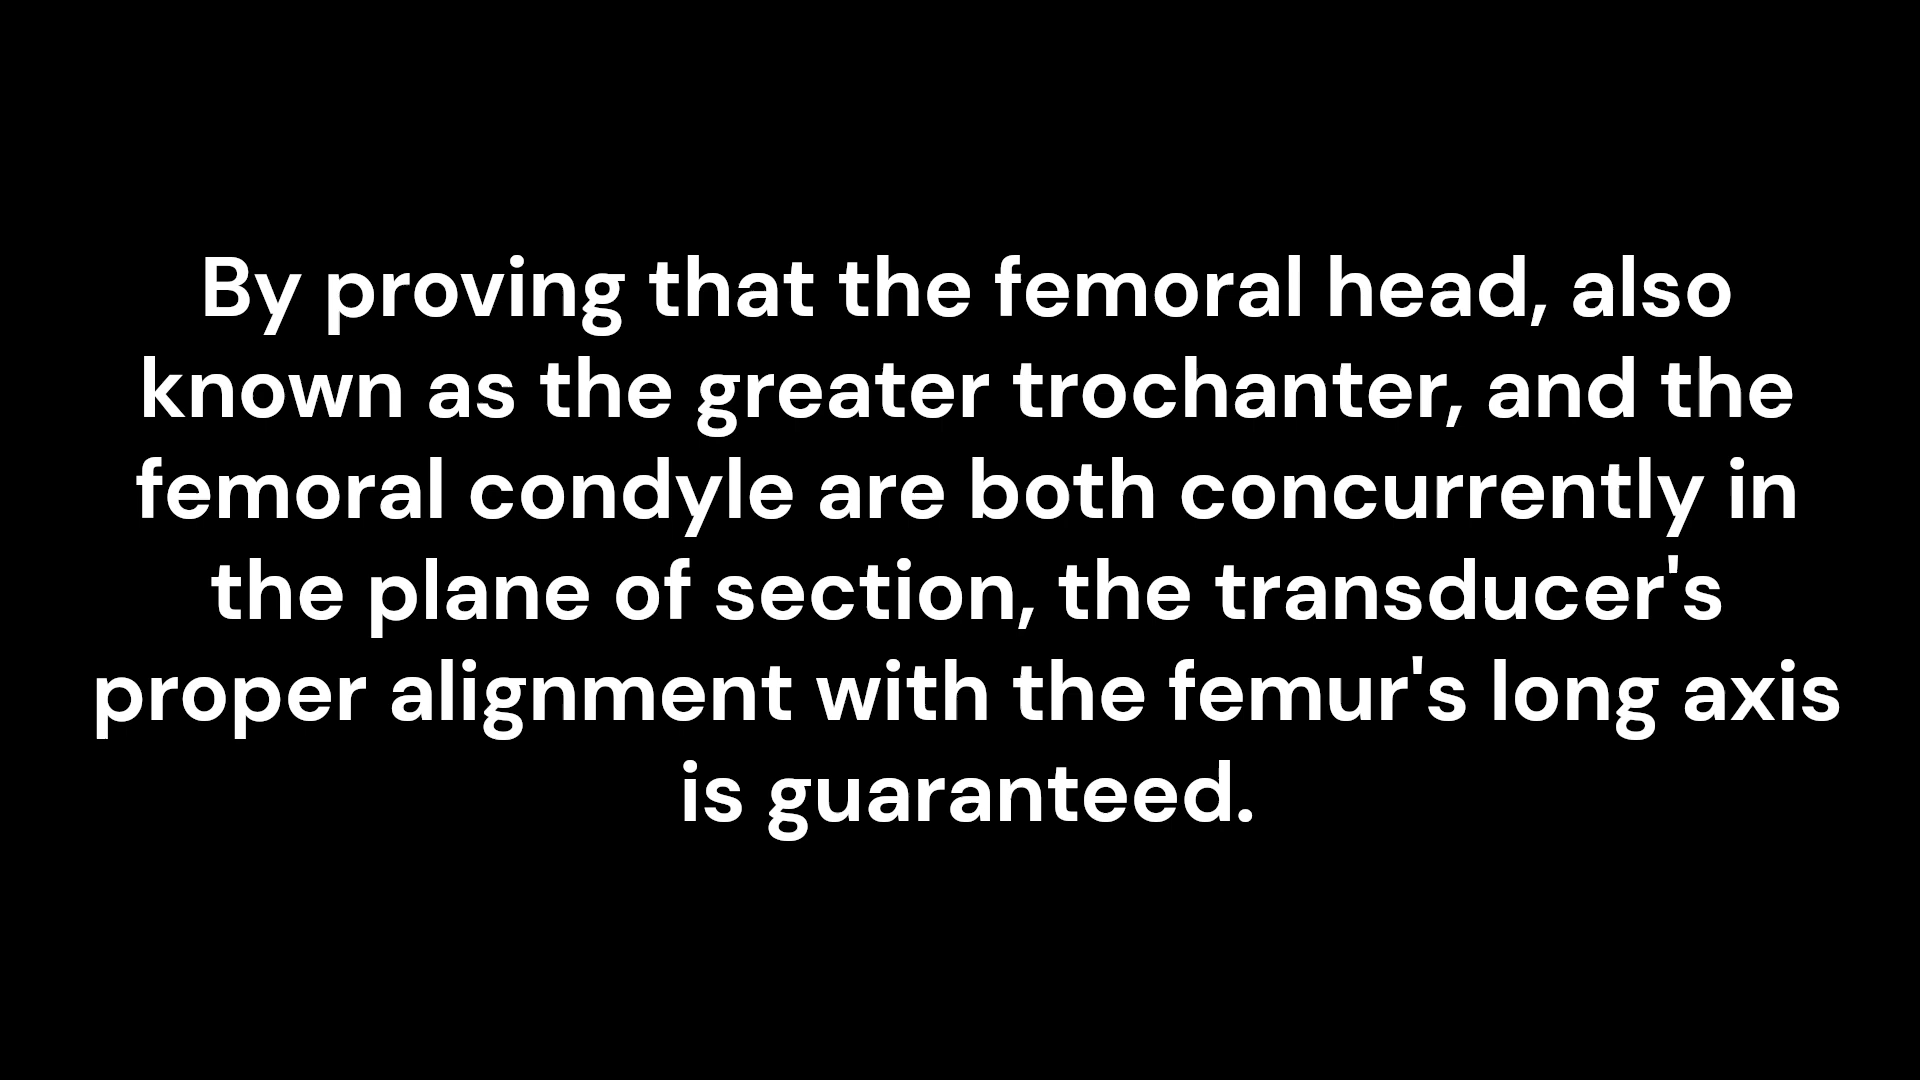 By proving that the femoral head, also
known as the greater trochanter, and the
femoral condyle are both concurrently in
the plane of section, the transducer's
proper alignment with the femur's long axis
is guaranteed.